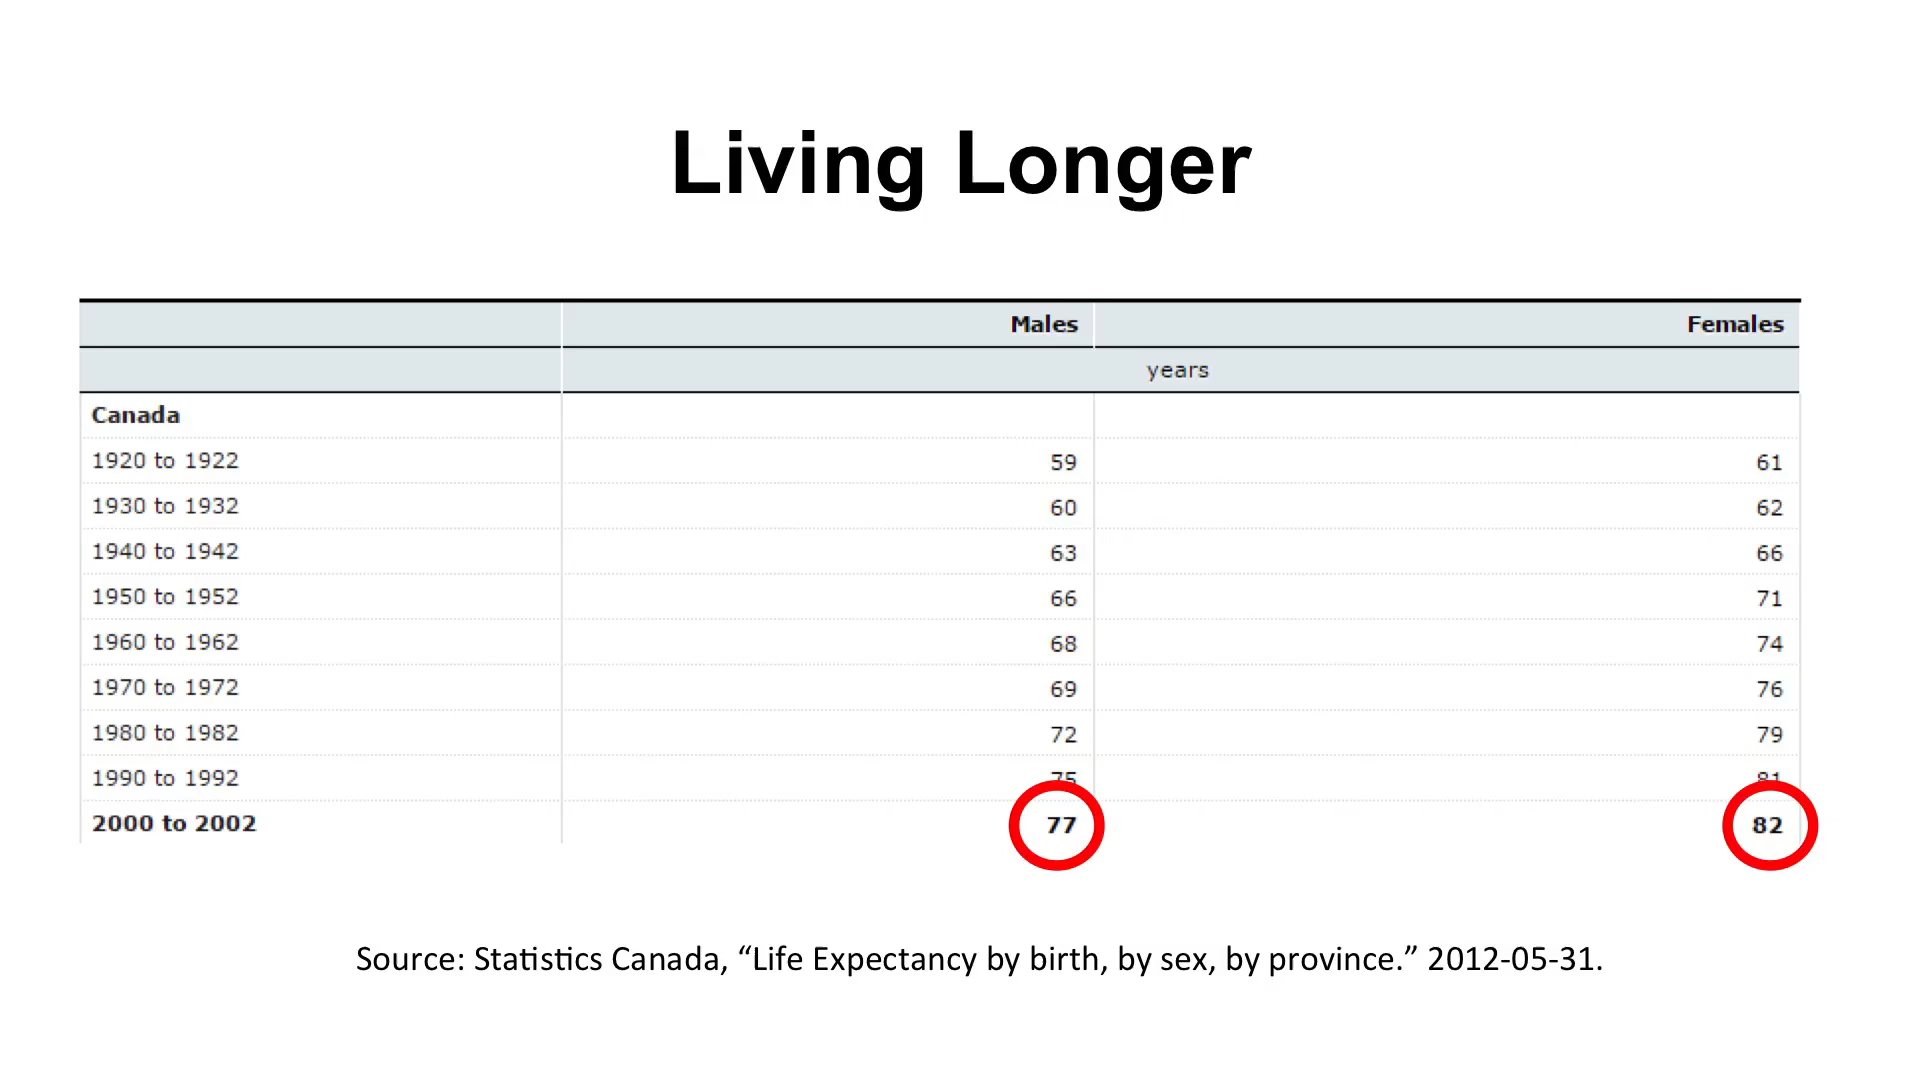 Living Longer
Males Females
years
Canada
1920 to 1922 59 61
1930 to 1932 60 62
1940 to 1942 63 66
1950 to 1952 66 71
1960 to 1962 68 74
1970 to 1972 69 76
1980 to 1982 72 79
1990 to 1992 75 81
2000 to 2002 77 82
Source: Statistics Canada, “Life Expectancy by birth, by sex, by province.” 2012-05-31.